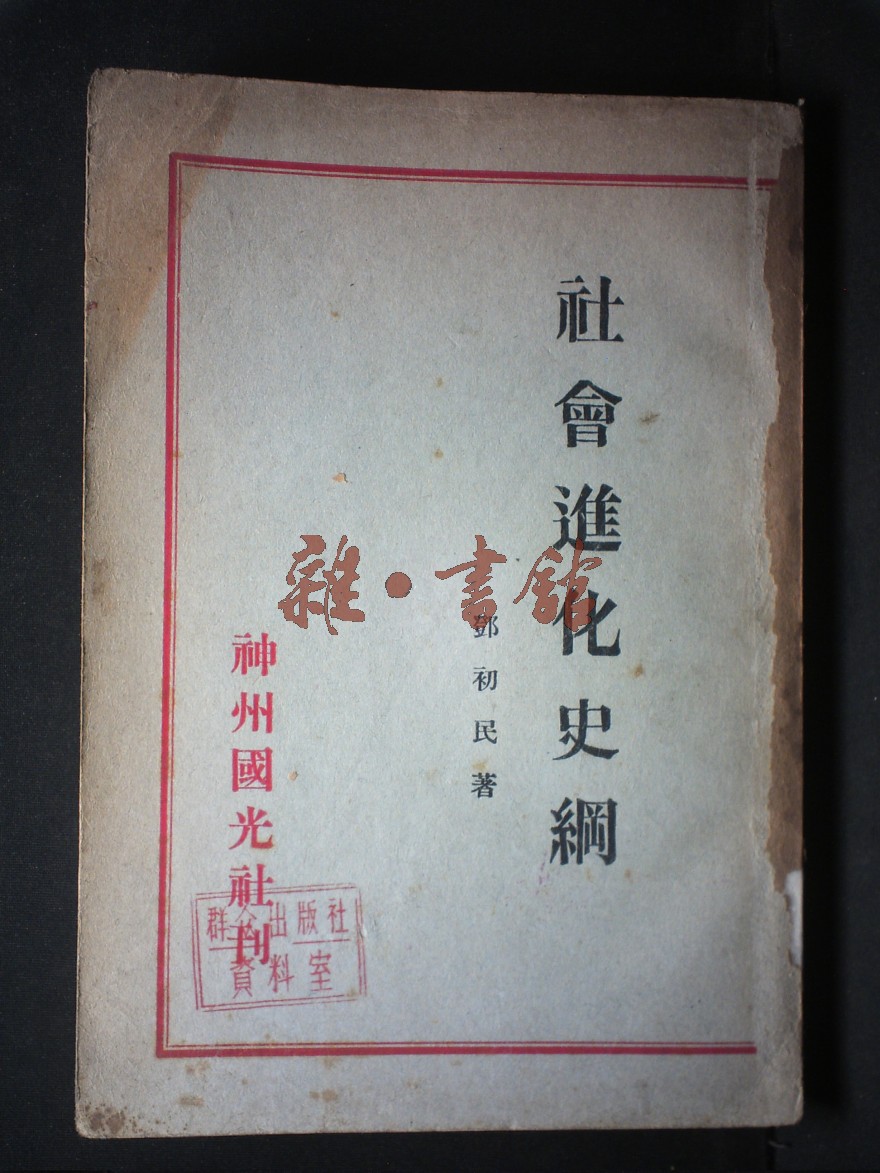 社會進化史綱
鄧初民著
神州國光社刊
群众出版社
資料室
雜·書館